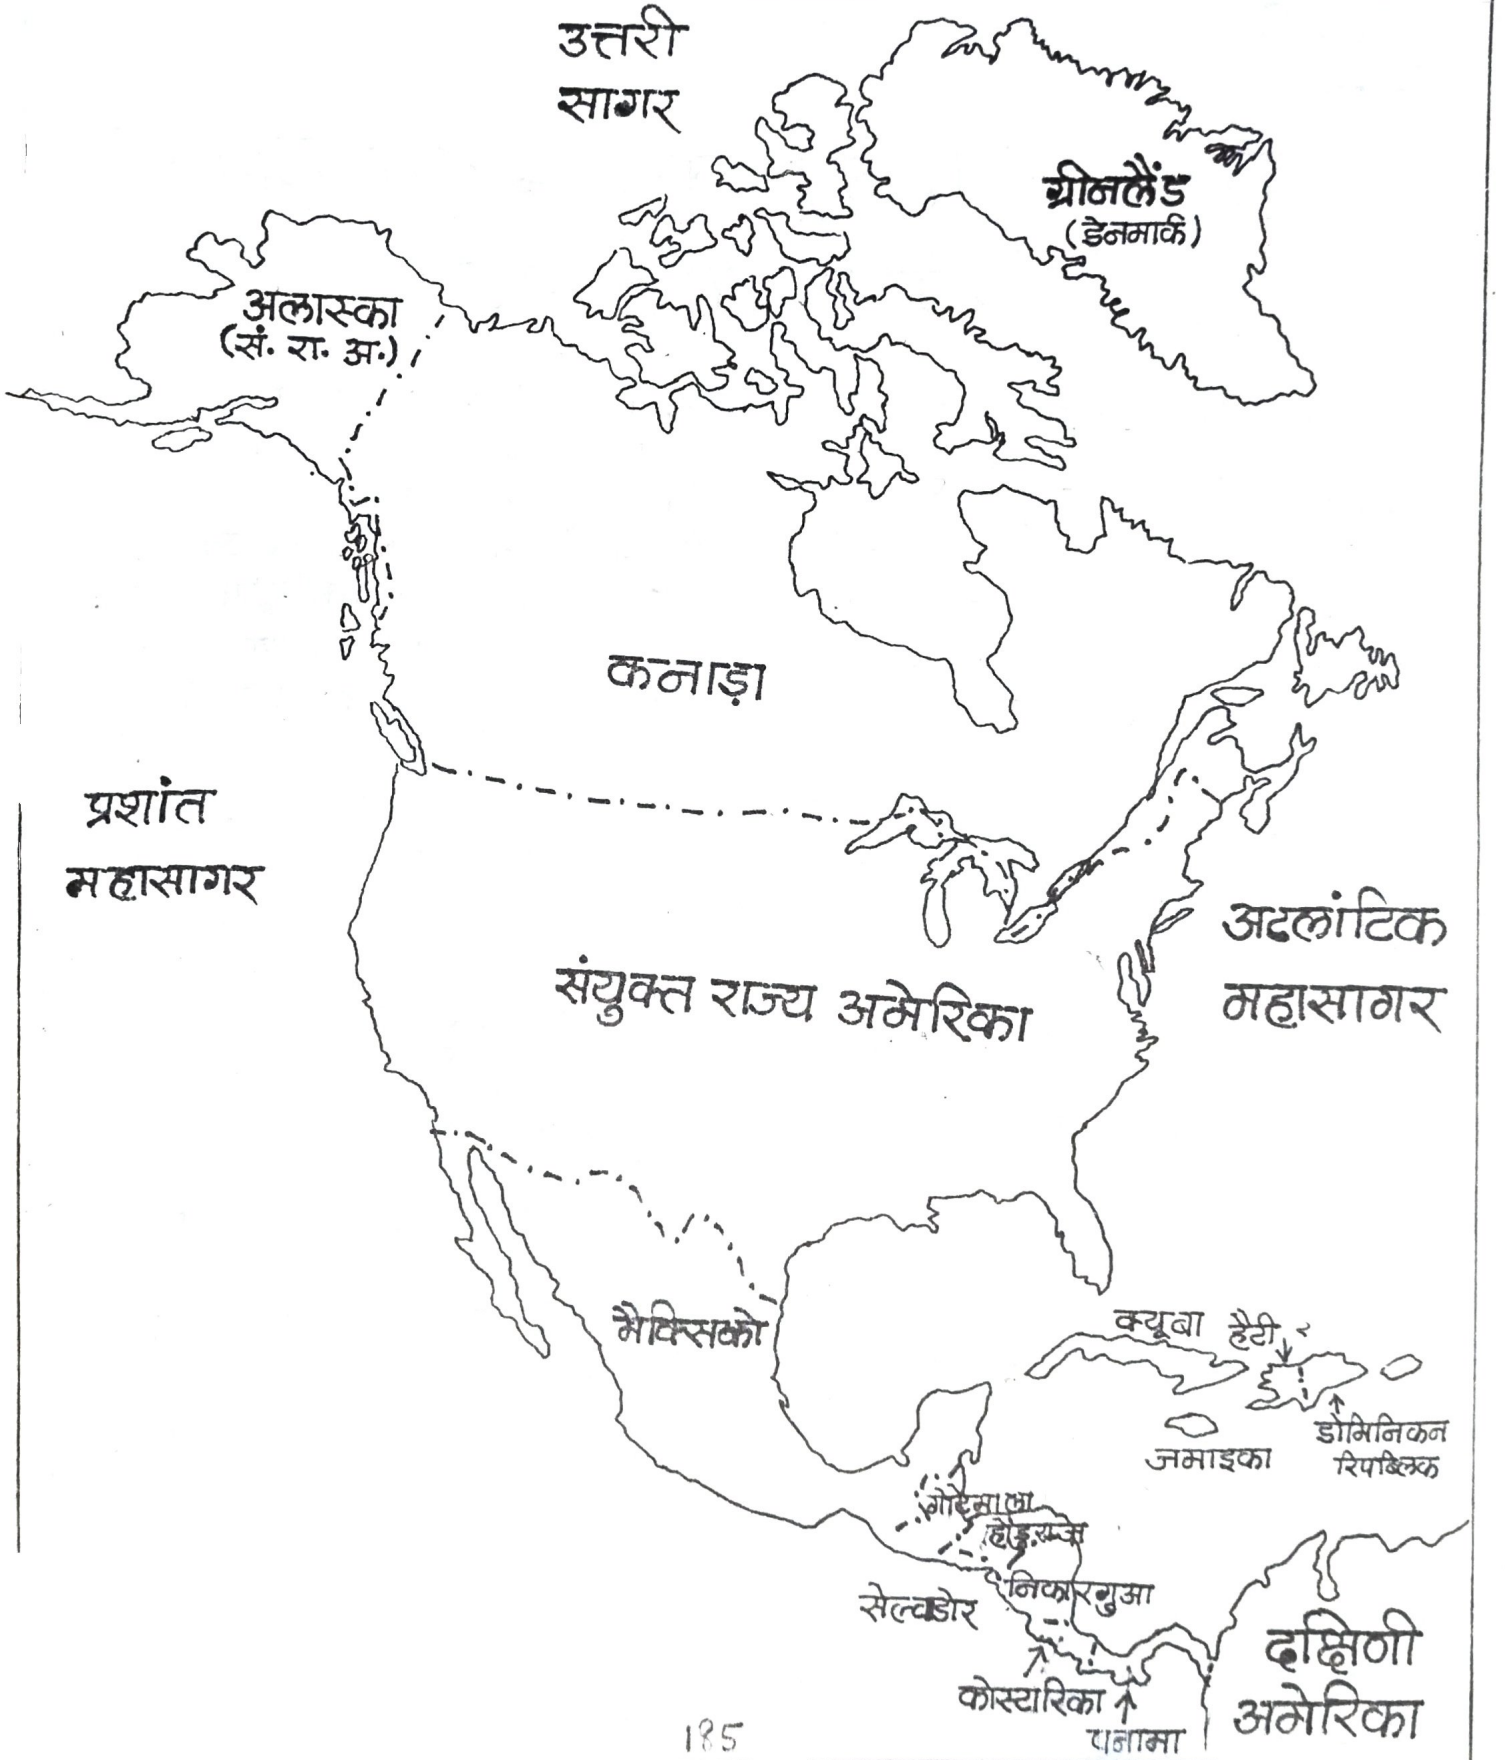 उत्तरी
सागर
ग्रीनलैंड
(डेनमार्क)
अलास्का
(सं. रा. अ.)
कनाड़ा
प्रशांत
महासागर
अटलांटिक
महासागर
संयुक्त राज्य अमेरिका
मैक्सिको
क्यूबा
हैटी
डोमिनिकन
रिपब्लिक
जमाइका
गोटेमाला
निकारगुआ
सेल्वडोर
कोस्टारिका
पनामा
दक्षिणी
अमेरिका
185